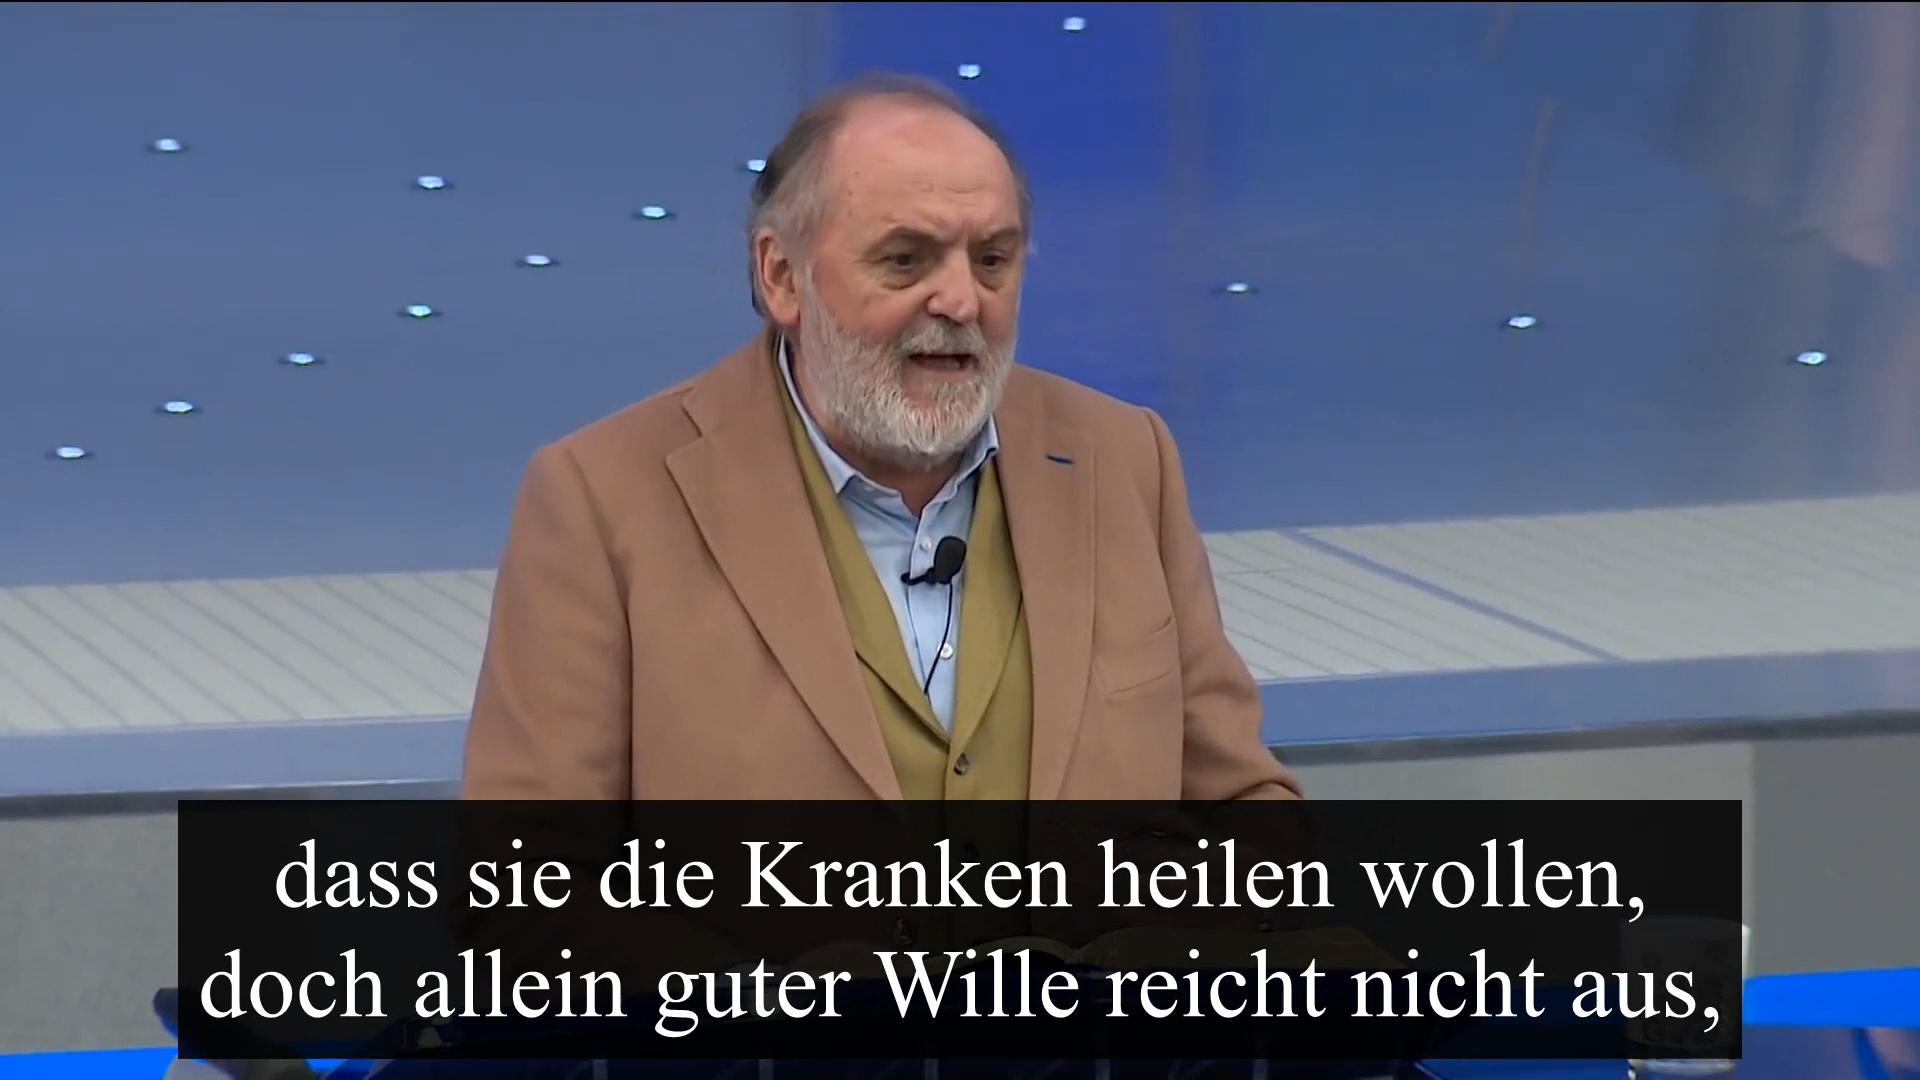 dass sie die Kranken heilen wollen,
doch allein guter Wille reicht nicht aus,